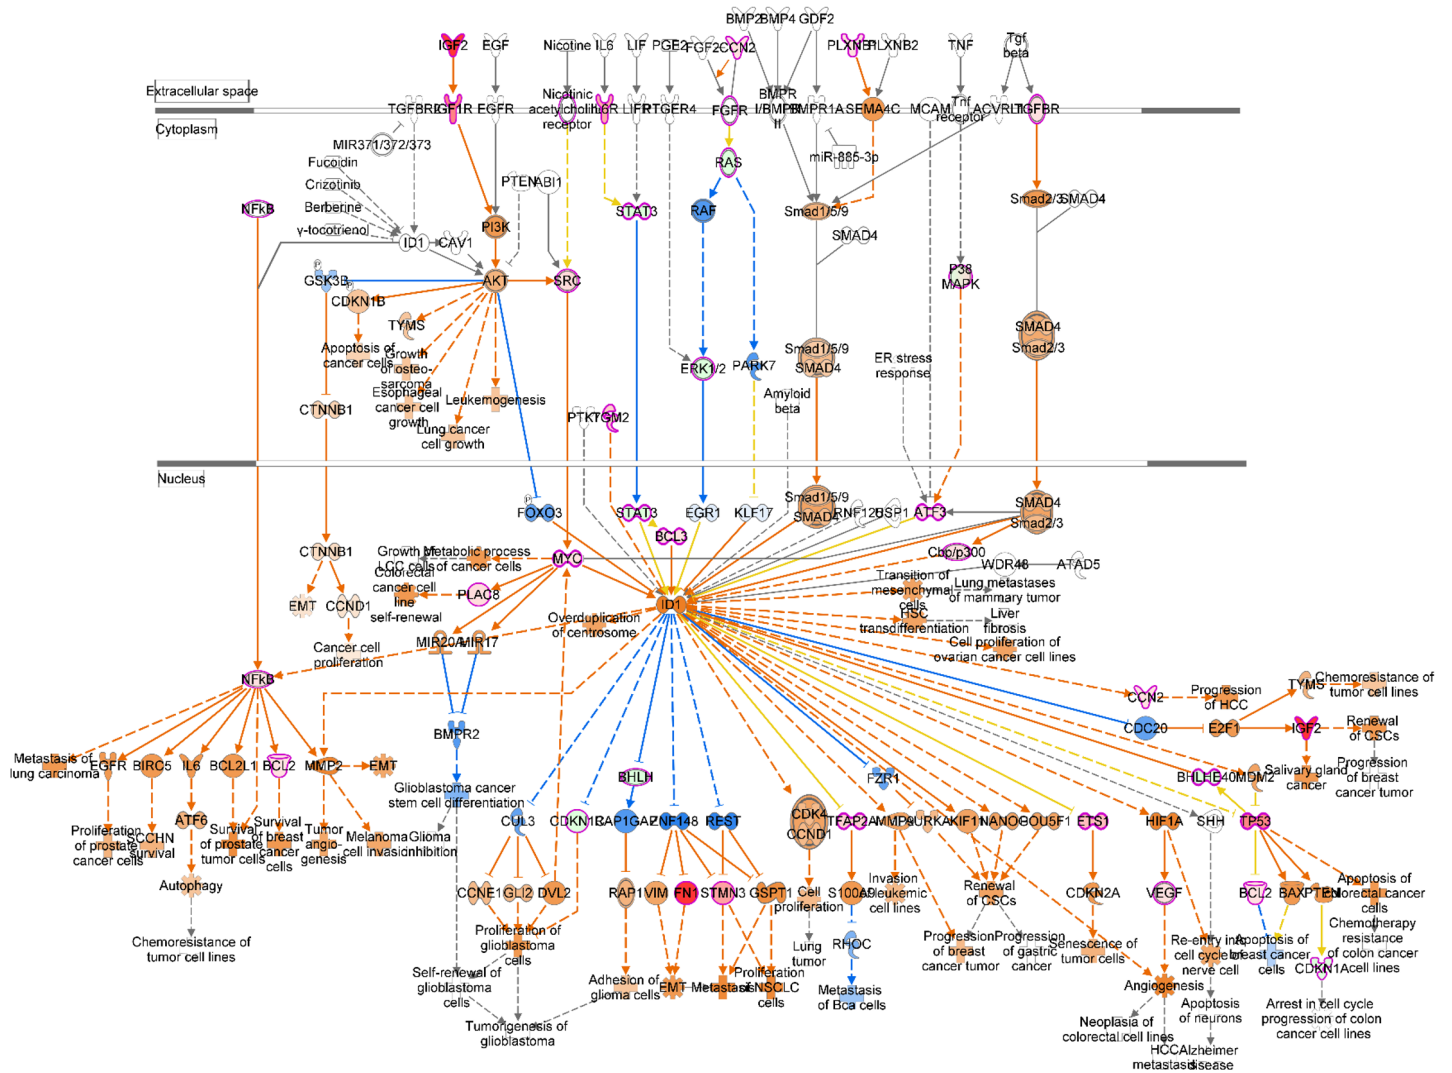 BMP2 BMP4 GDF2
IGF2 EGF Nicotine IL6 LIF PGE2 FGF2 CCN2 PLXNB1 PLXNB2 TNF Tgf beta
Extracellular space
TGFBR IGF1R EGFR Nicotinic acetylcholine receptor IL6R LIFR PTGER4 FGFR BMPR I/BMPR II BMPR1A SEMA4C MCAM Tnf receptor ACVRL1 TGFBR
Cytoplasm
MIR371/372/373
miR-885-3p
Fucoidin
RAS
Crizotinib
PTEN ABI1
Berberine
NFkB
STAT3
RAF
Smad1/5/9
Smad2/3 SMAD4
γ-tocotrienol
PI3K
ID1 CAV1
SMAD4
GSK3B
P
AKT
SRC
P38
MAPK
P
CDKN1B
TYMS
SMAD4
Smad2/3
Apoptosis of
cancer cells
Growth
of osteo-
sarcoma
ERK1/2
PARK7
Smad1/5/9
SMAD4
ER stress
response
Esophageal
cancer cell
growth
Leukemogenesis
Amyloid
beta
CTNNB1
PTK7 TGM2
Lung cancer
cell growth
Nucleus
P
FOXO3
STAT3
EGR1 KLF17
Smad1/5/9
SMAD4
USP1
ATF3
SMAD4
Smad2/3
BCL3
CTNNB1
Growth of
LCC cells
Metabolic process
of cancer cells
MYC
Cbp/p300
WDR48 ATAD5
Colorectal
cancer cell
line
self-renewal
PLAC8
Transition of
mesenchymal
cells
Lung metastases
of mammary tumor
EMT CCND1
ID1
Overduplication
of centrosome
HSC
transdifferentiation
Liver
fibrosis
Cancer cell
proliferation
MIR20A MIR17
Cell proliferation of
ovarian cancer cell lines
NFkB
TYMS
Chemoresistance of
tumor cell lines
CCN2
Progression
of HCC
BMPR2
CDC20 E2F1 IGF2
Renewal
of CSCs
Metastasis of
lung carcinoma
EGFR BIRC5 IL6 BCL2L1 BCL2 MMP2 EMT
BHLH
FZR1
BHLHE40 MDM2
Salivary gland
cancer
Progression
of breast
cancer tumor
Glioblastoma cancer
stem cell differentiation
ATF6
CUL3 CDKN1C RAP1GAP ZNF148 REST
CDK4
CCND1
TFAP2A MMP9 AURKA KIF11 NANOG POU5F1 ETS1
HIF1A SHH TP53
Proliferation
of prostate
cancer cells
SCCHN
survival
Survival
of prostate
tumor cells
Survival
of breast
cancer
cells
Tumor
angio-
genesis
Melanoma
cell invasion
Glioma
inhibition
Autophagy
CCNE1 GLI2 DVL2
RAP1 VIM FN1 STMN3 GSPT1
Cell
proliferation
S100A9
Invasion
of leukemic
cell lines
Renewal
of CSCs
CDKN2A
VEGF
BCL2 BAX PTEN
Apoptosis of
colorectal cancer
cells
Chemoresistance of
tumor cell lines
Proliferation of
glioblastoma
cells
Lung
tumor
RHOC
Progression
of breast
cancer tumor
Progression
of gastric
cancer
Senescence of
tumor cells
Re-entry into
cell cycle of
nerve cell
Apoptosis of
breast cancer
cells
CDKN1A
Chemotherapy
resistance
of colon cancer
cell lines
Self-renewal of
glioblastoma
cells
Adhesion of
glioma cells
EMT Metastasis
Proliferation
of NSCLC
cells
Metastasis
of Bca cells
Angiogenesis
Tumorigenesis of
glioblastoma
Neoplasia of
colorectal cell lines
Apoptosis
of neurons
Arrest in cell cycle
progression of colon
cancer cell lines
HCC
metastasis
Alzheimer
disease